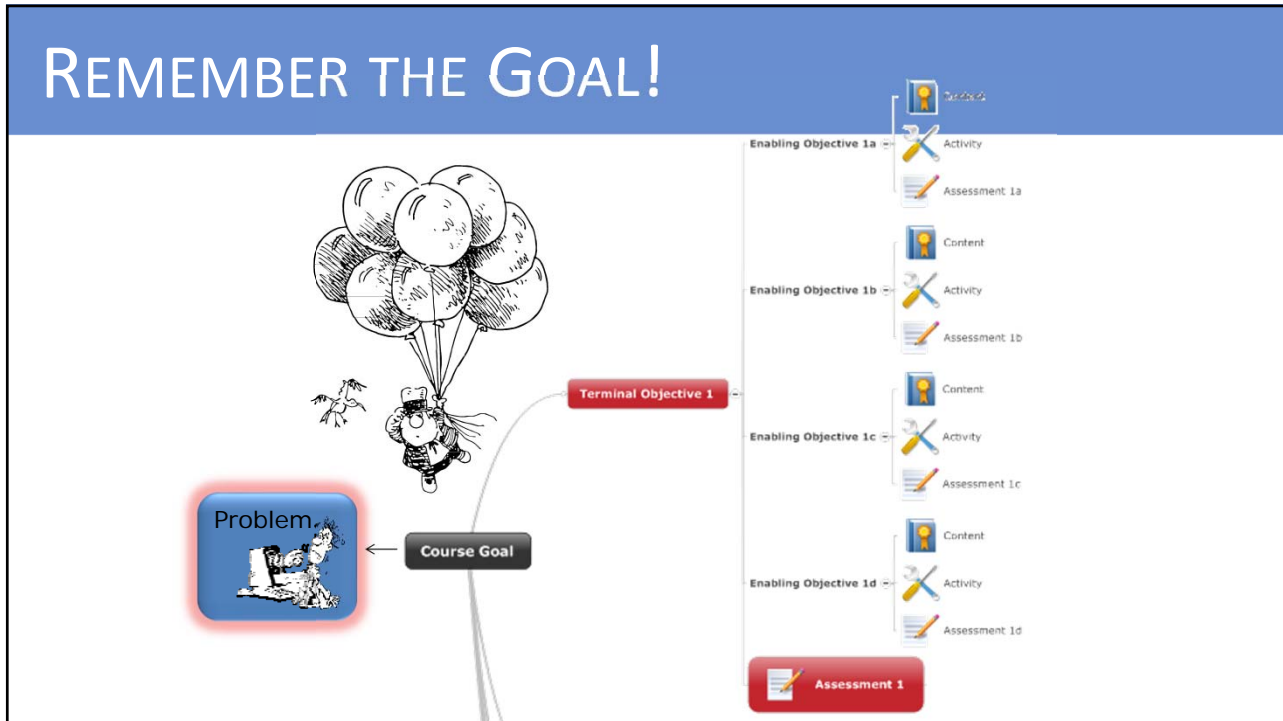 REMEMBER THE GOAL!
Enabling Objective 1a
Activity
Assessment 1a
Content
Enabling Objective 1b
Activity
Assessment 1b
Terminal Objective 1
Content
Enabling Objective 1c
Activity
Assessment 1c
Problem
Course Goal
Content
Enabling Objective 1d
Activity
Assessment 1d
Assessment 1